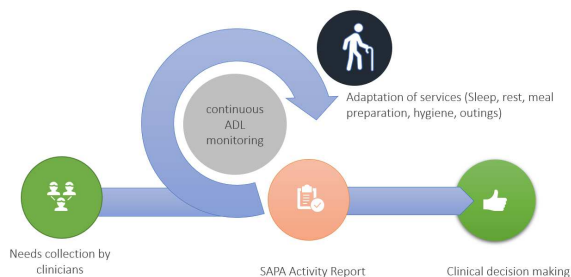 continuous
ADL
monitoring
Adaptation of services (Sleep, rest, meal
preparation, hygiene, outings)
Needs collection by
clinicians
SAPA Activity Report
Clinical decision making